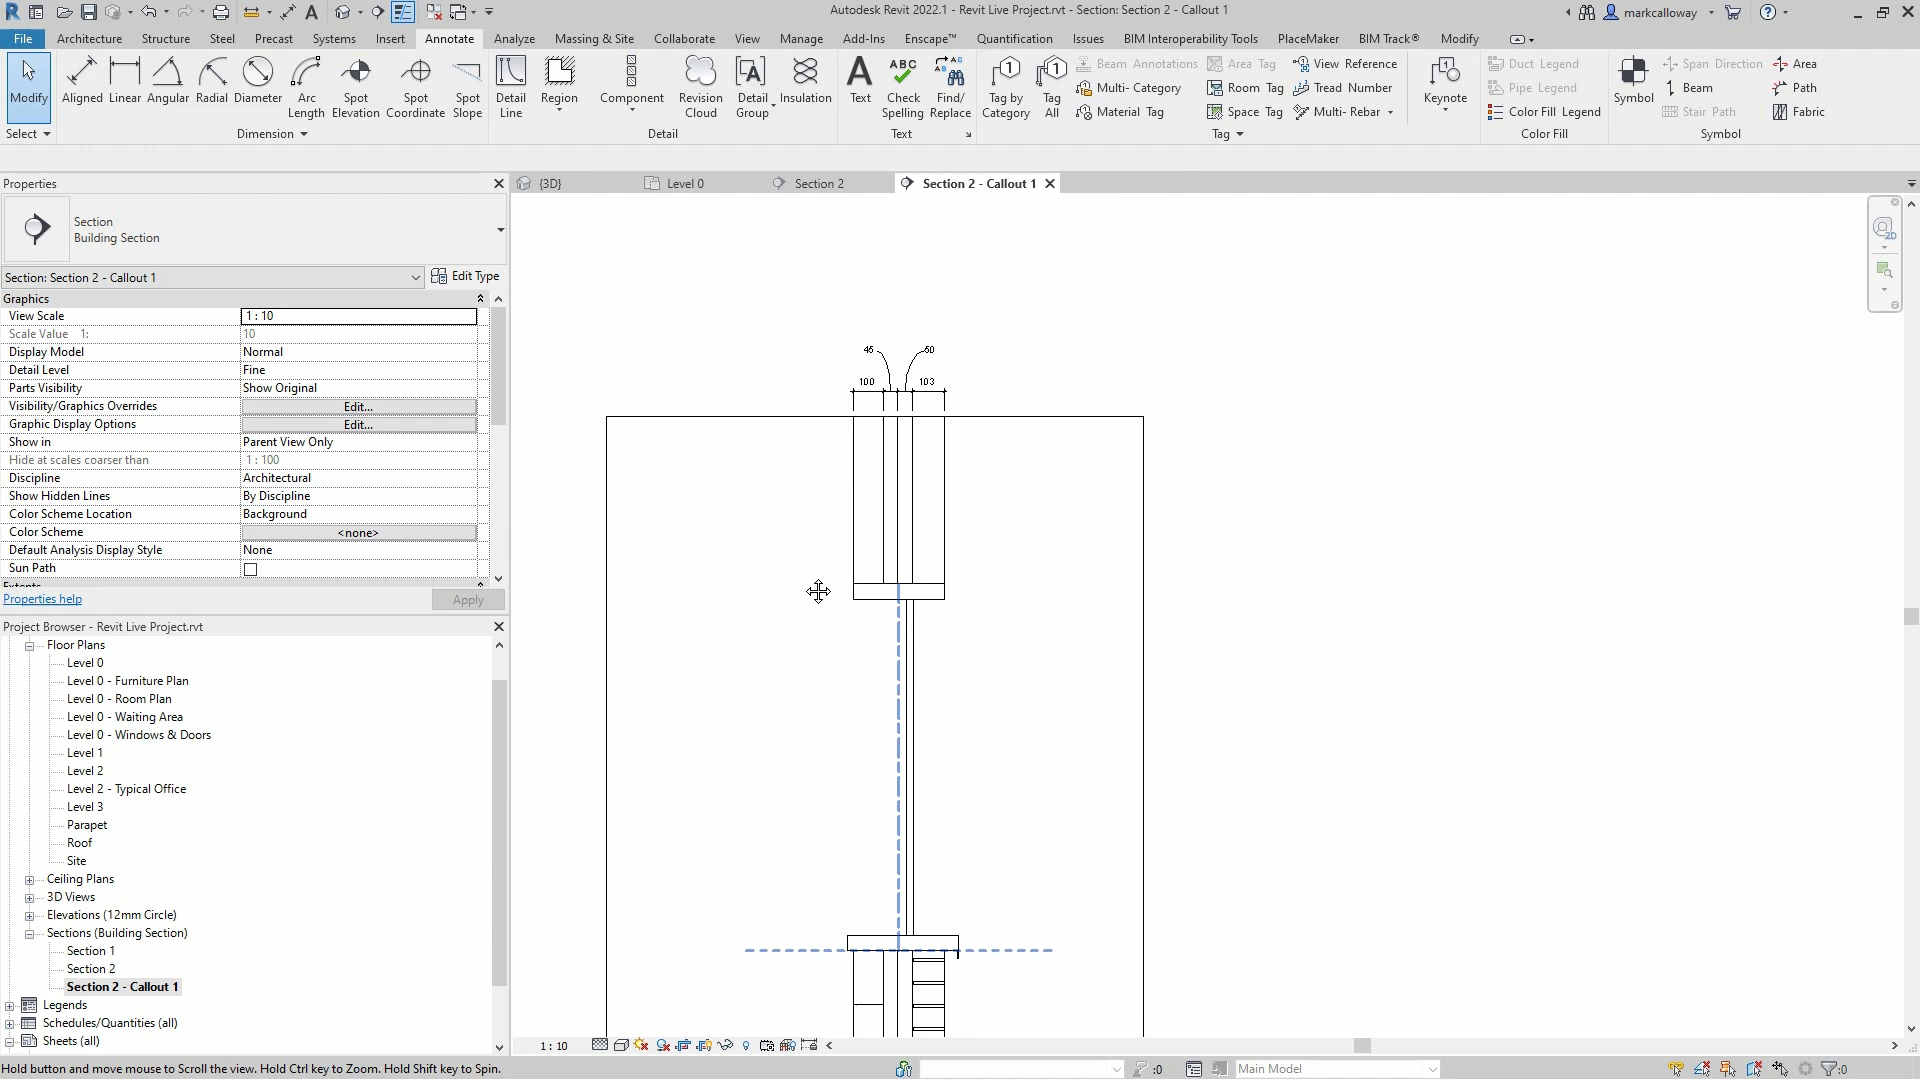 Autodesk Revit 2022.1 - Revit Live Project.rvt - Section: Section 2 - Callout 1
markcalloway
File Architecture Structure Steel Precast Systems Insert Annotate Analyze Massing & Site Collaborate View Manage Add-Ins Enscape™ Quantification Issues BIM Interoperability Tools PlaceMaker BIM Track® Modify
Modify
Aligned Linear Angular Radial Diameter Arc Length Spot Elevation Spot Coordinate Spot Slope
Detail Line Region Component Revision Cloud Detail Group Insulation
Text Check Spelling Find/ Replace
Tag by Category Tag All
Beam Annotations Area Tag View Reference
Multi- Category Room Tag Tread Number
Material Tag Space Tag Multi- Rebar
Keynote
Duct Legend
Pipe Legend
Color Fill Legend
Symbol
Span Direction Area
Beam Path
Stair Path Fabric
Select Dimension Detail Text Tag Color Fill Symbol
Properties
{3D} Level 0 Section 2 Section 2 - Callout 1
Section
Building Section
Section: Section 2 - Callout 1 Edit Type
Graphics
View Scale 1 : 10
Scale Value 1: 10
Display Model Normal
Detail Level Fine
Parts Visibility Show Original
Visibility/Graphics Overrides Edit...
Graphic Display Options Edit...
Show in Parent View Only
Hide at scales coarser than 1 : 100
Discipline Architectural
Show Hidden Lines By Discipline
Color Scheme Location Background
Color Scheme <none>
Default Analysis Display Style None
Sun Path
Extents
Properties help Apply
Project Browser - Revit Live Project.rvt
Floor Plans
Level 0
Level 0 - Furniture Plan
Level 0 - Room Plan
Level 0 - Waiting Area
Level 0 - Windows & Doors
Level 1
Level 2
Level 2 - Typical Office
Level 3
Parapet
Roof
Site
Ceiling Plans
3D Views
Elevations (12mm Circle)
Sections (Building Section)
Section 1
Section 2
Section 2 - Callout 1
Legends
Schedules/Quantities (all)
Sheets (all)
45 50
100 103
2D
1 : 10
Hold button and move mouse to Scroll the view. Hold Ctrl key to Zoom. Hold Shift key to Spin.
:0 Main Model :0